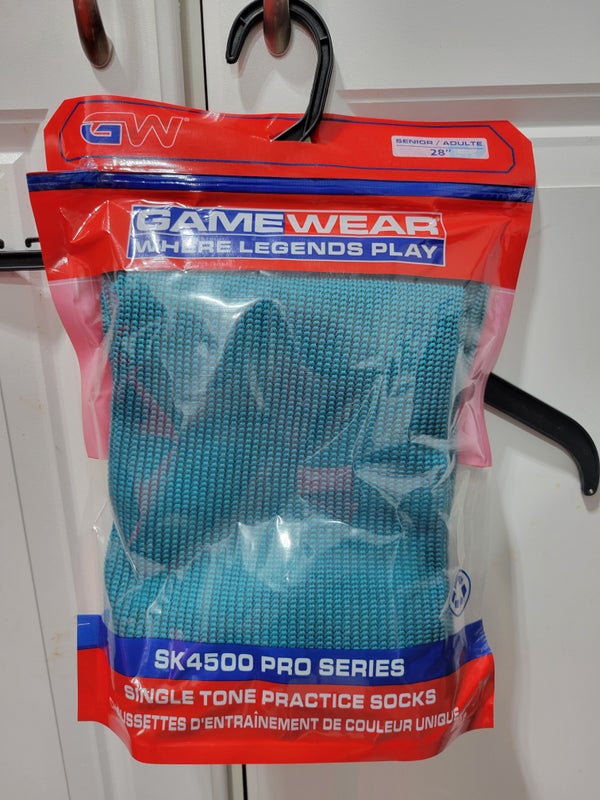 GW
SENIOR / ADULTE
28"
GAMEWEAR
WHERE LEGENDS PLAY
SK4500 PRO SERIES
SINGLE TONE PRACTICE SOCKS
D'ENTRAÎNEMENT DE COULEUR UNIQUE